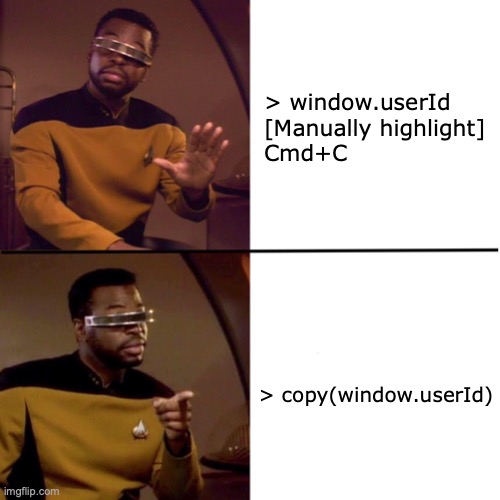 > window.userId
[Manually highlight]
Cmd+C
> copy(window.userId)
imgflip.com